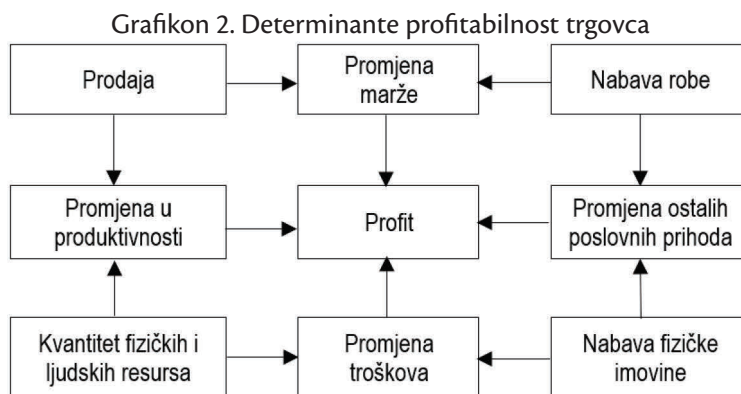 Grafikon 2. Determinante profitabilnost trgovca
Prodaja
Promjena
marže
Nabava robe
Promjena u
produktivnosti
Profit
Promjena ostalih
poslovnih prihoda
Kvantitet fizičkih i
ljudskih resursa
Promjena
troškova
Nabava fizičke
imovine